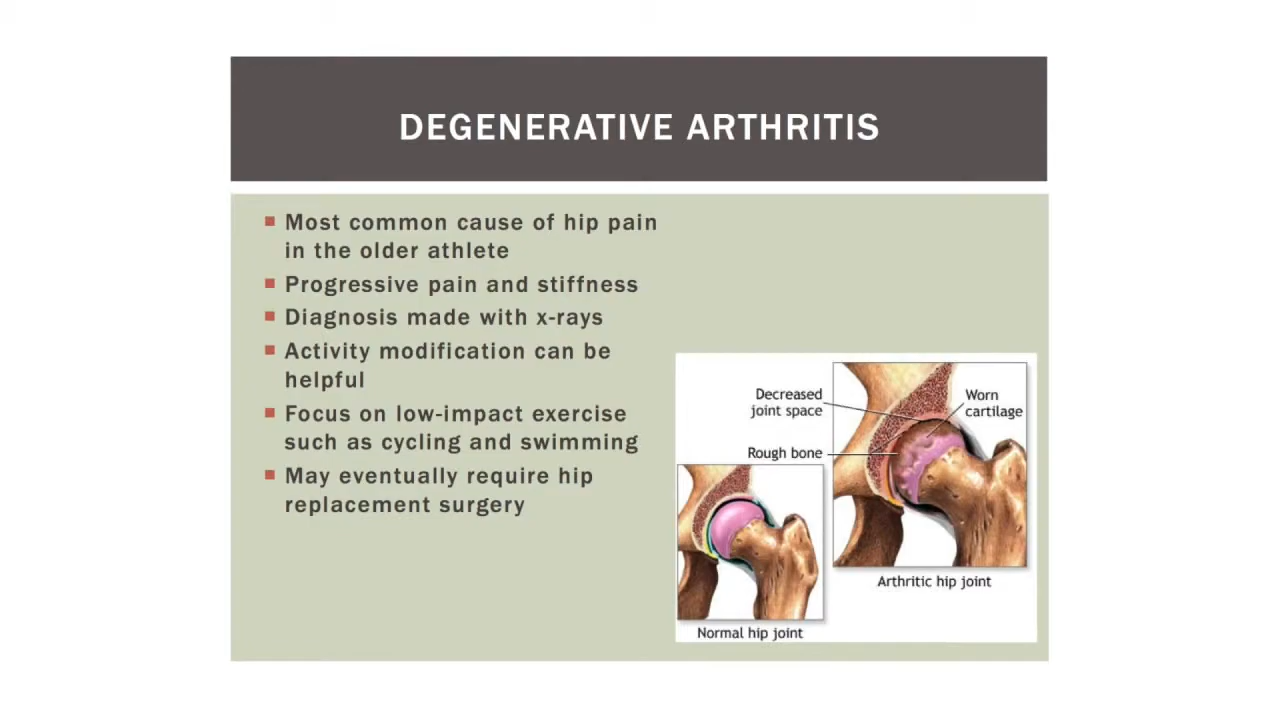 DEGENERATIVE ARTHRITIS
Most common cause of hip pain
in the older athlete
Progressive pain and stiffness
Diagnosis made with x-rays
Activity modification can be
helpful
Focus on low-impact exercise
such as cycling and swimming
May eventually require hip
replacement surgery
Decreased
joint space
Worn
cartilage
Rough bone
Arthritic hip joint
Normal hip joint